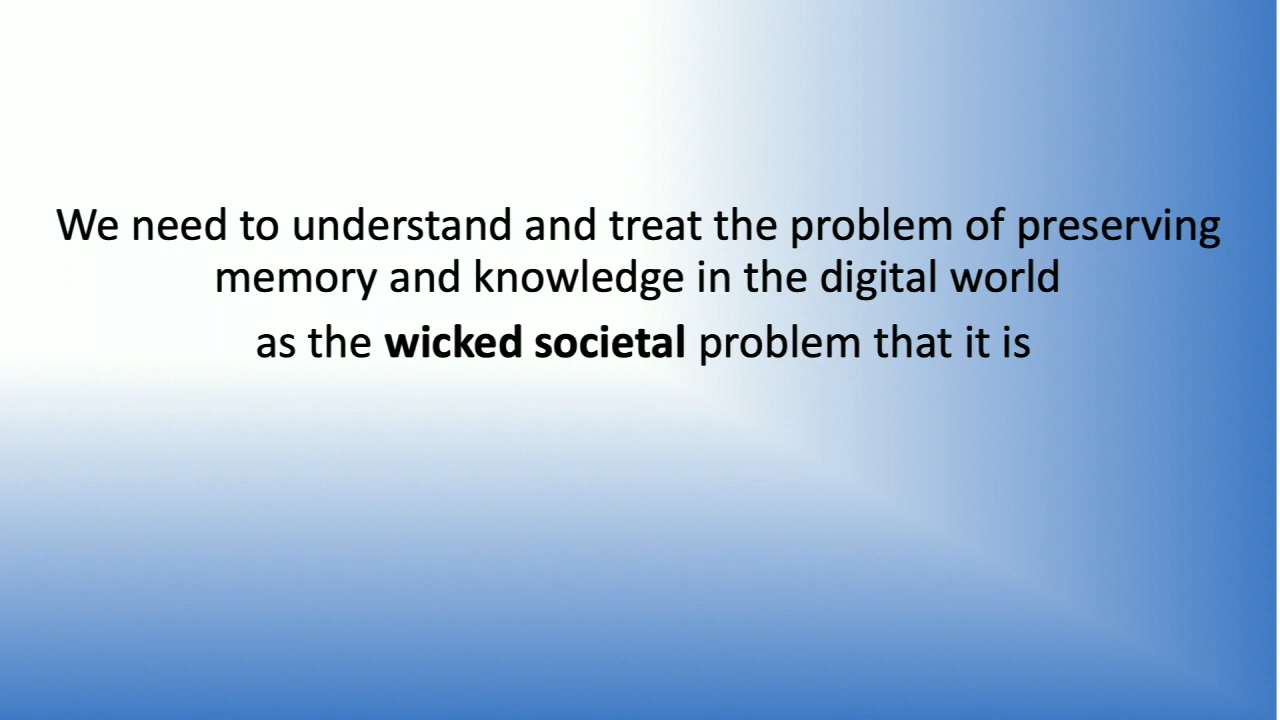 We need to understand and treat the problem of preserving
memory and knowledge in the digital world
as the wicked societal problem that it is